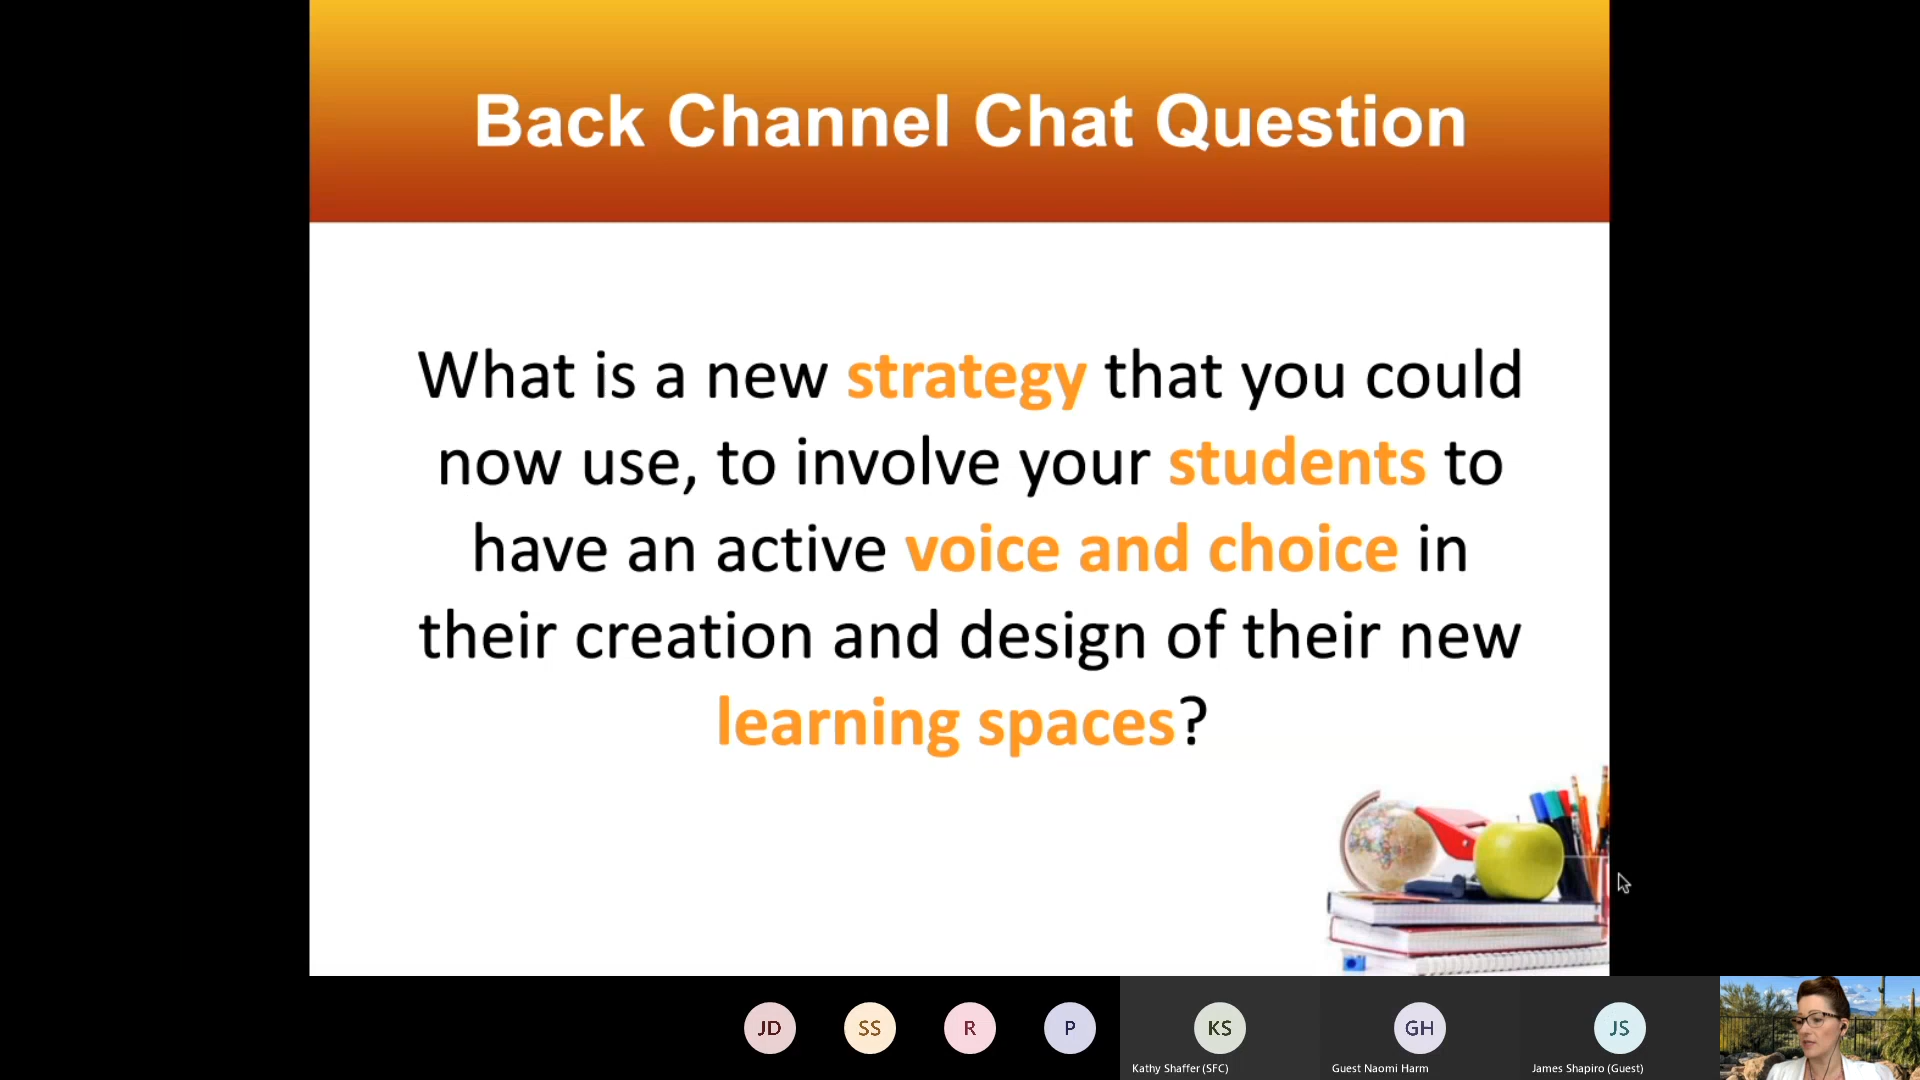 Back Channel Chat Question
What is a new strategy that you could
now use, to involve your students to
have an active voice and choice in
their creation and design of their new
learning spaces?
JD
SS
R
P
KS
GH
JS
Kathy Shaffer (SFC)
Guest Naomi Harm
James Shapiro (Guest)